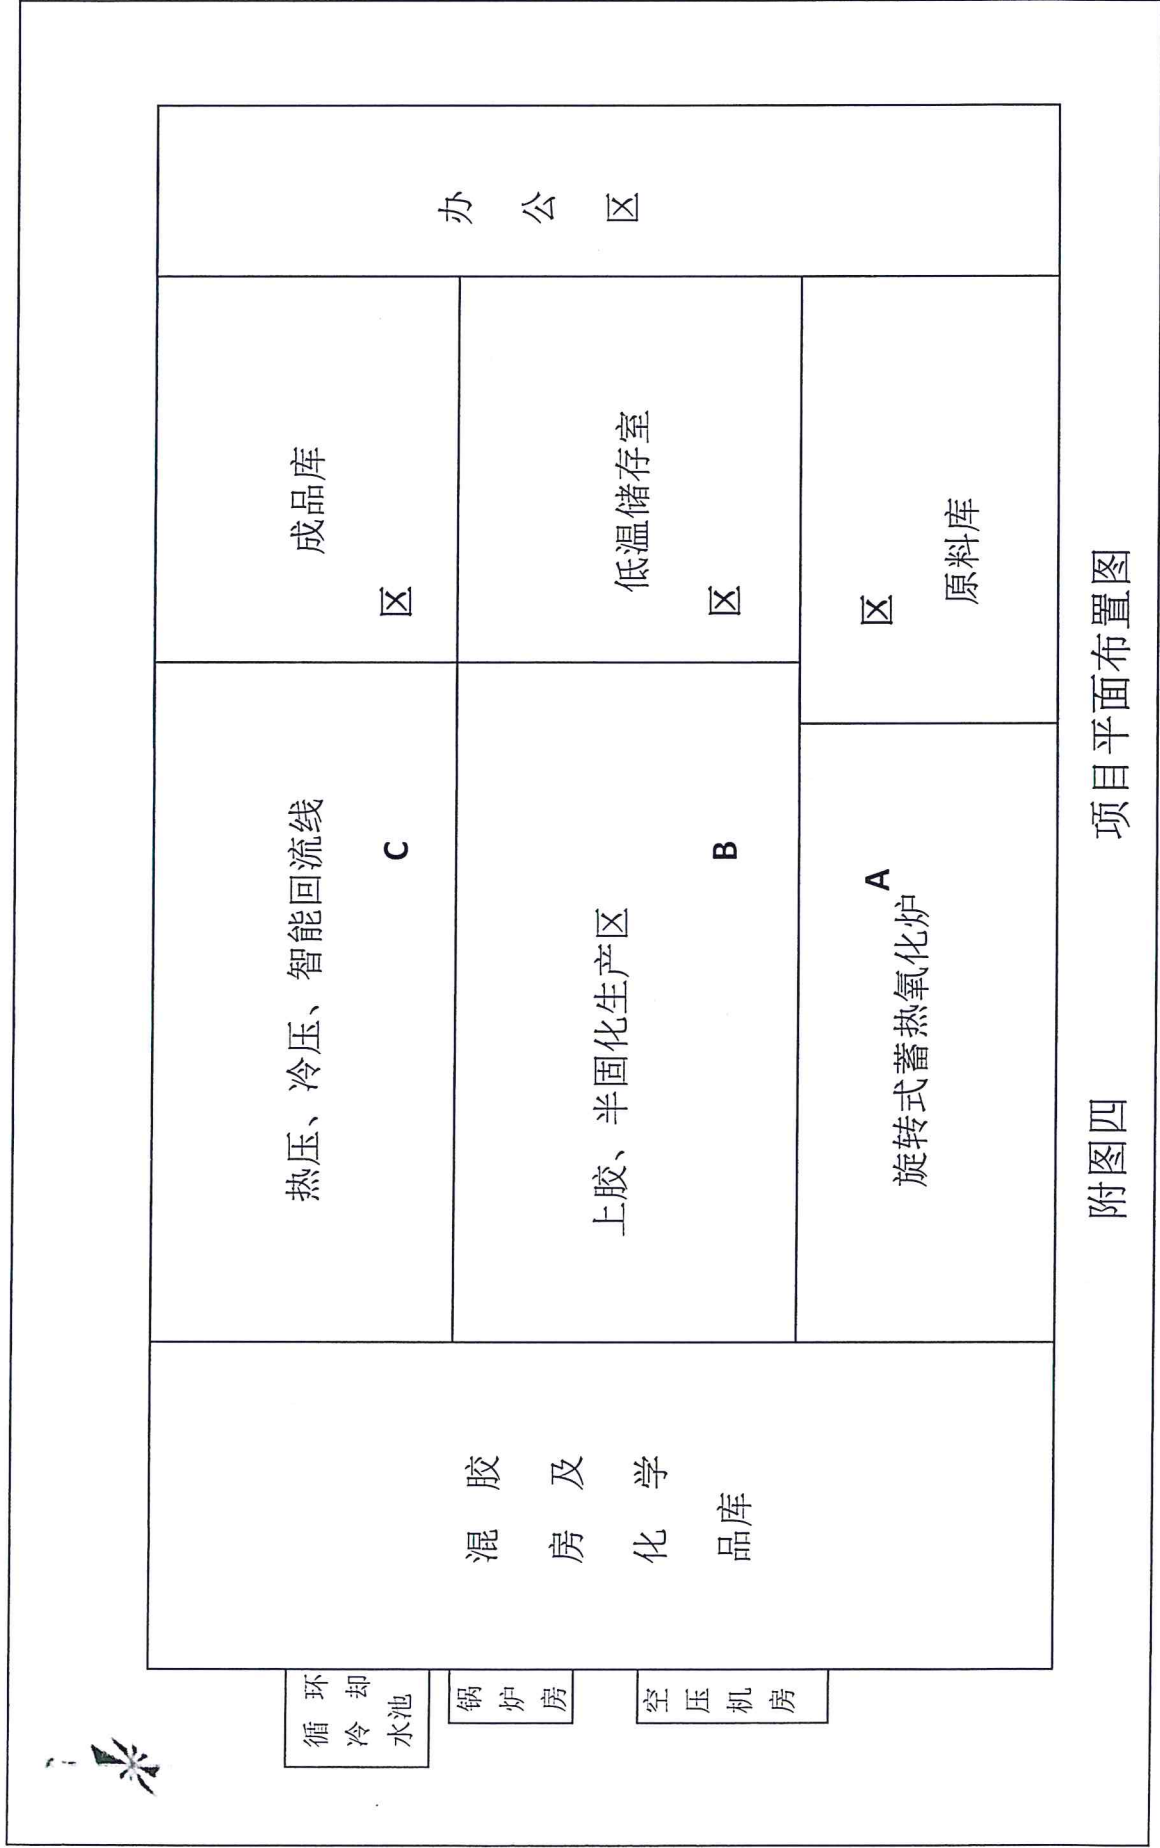 循环
冷却
水池
锅
炉
房
空
压
机
房
混 胶
房 及
化 学
品库
热压、冷压、智能回流线
C 区
成品库
上胶、半固化生产区
B 区
低温储存室
A 区
旋转式蓄热氧化炉
原料库
办
公
区
附图四 项目平面布置图